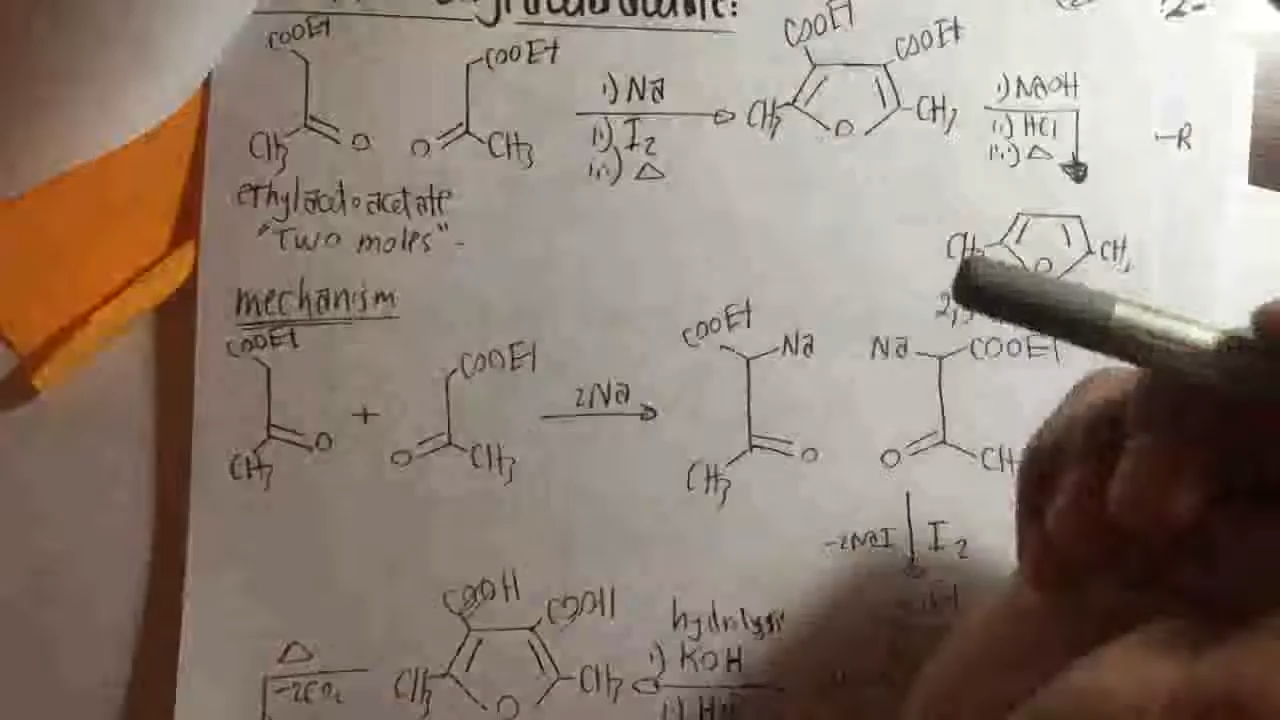 COOEt COOEt COOEt COOEt
i) Na i) NaOH
CH3 O O CH3 ii) I2 CH3 O CH3 ii) HCl -R
iii) △ iii) △
ethylacetoacetate
"Two moles".
CH3 O CH3
mechanism
COOEt COOEt COOEt Na Na COOEt
+ 2Na
CH3 O O CH3 CH3 O O CH
-2NaI I2
COOH COOH hydrolysis
△ i) KOH
-2CO2 CH3 O CH3